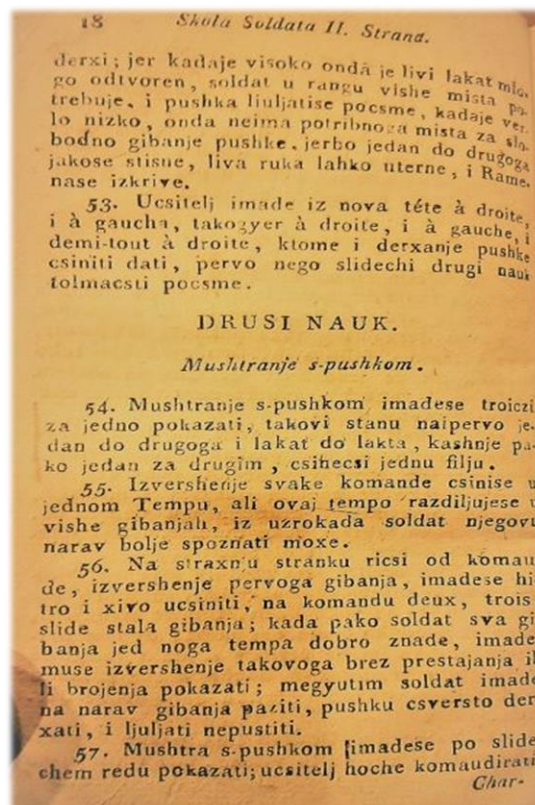 18 Skola Soldata II. Strana.
derxi; jer kadaje visoko onda je livi lakat mlo,
go odtvoren, soldat u rangu vishe mista po-
trebuje, i pushka liuljatise pocsme, kadaje ver
lo nizko, onda neima potribnoga mista za slo-
bodno gibanje pushke, jerbo jedan do drugoga
jakose stisne, liva ruka lahko uterne, i Rame.
nase izkrive.
53. Ucsitelj imade iz nova téte à droite,
i à gaucha, takogyer à droite, i à gauche, i
demi-tout à droite, ktome i derxanje pushke
csiniti dati, pervo nego slidechi drugi nauk
tolmacsti pocsme.
DRUSI NAUK.
Mushtranje s-pushkom.
54. Mushtranje s-pushkom imadese troiczi
za jedno pokazati, takovi stanu naipervo je-
dan do drugoga i lakat do lakta, kashnje pa-
ko jedan za drugim, csihecsi jednu filju.
55. Izvershenje svake komande csinise u
jednom Tempu, ali ovaj tempo razdiljujese u
vishe gibanjah, iz uzrokada soldat njegovu
narav bolje spoznati moxe.
56. Na straxnju stranku ricsi od komau
de, izvershenje pervoga gibanja, imadese hi
tro i xivo ucsiniti, na komandu deux, trois
slide stala gibanja; kada pako soldat sva gi
banja jed noga tempa dobro znade, imade
muse izvershenje takovoga brez prestajanja il
li brojenja pokazati; megyutim soldat imade
na narav gibanja paziti, pushku csversto der
xati, i ljuljati nepustiti.
57. Mushtra s-pushkom imadese po slide
chem redu pokazati; ucsitelj hoche komaudirati
Char-